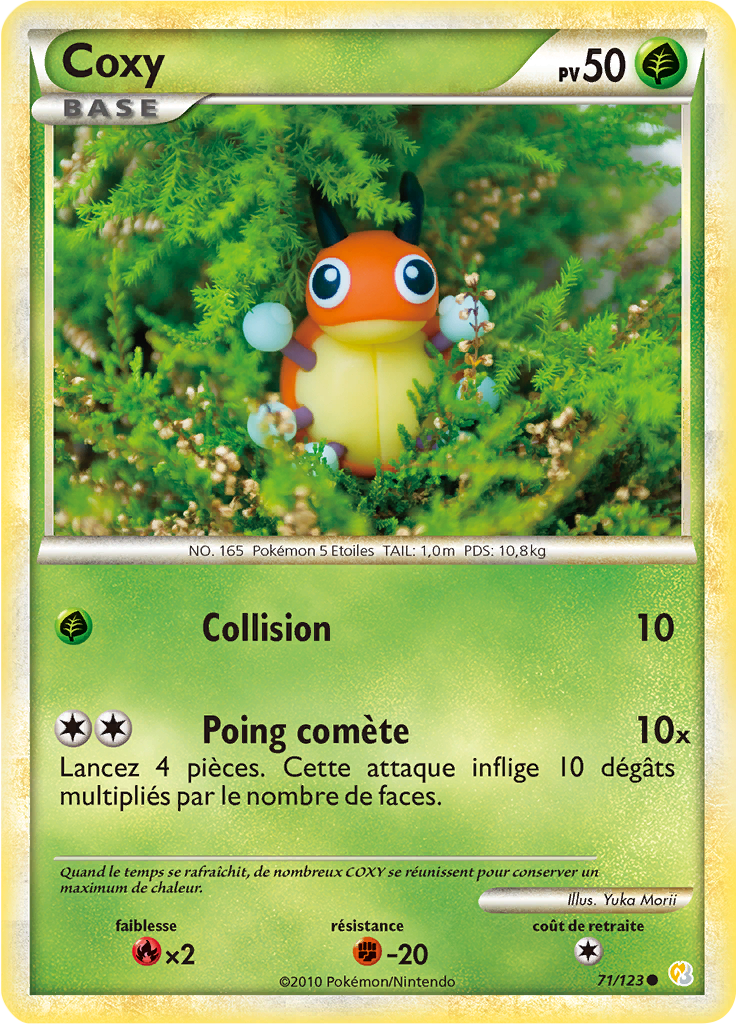 Coxy
PV 50
BASE
NO. 165 Pokémon 5 Etoiles TAIL: 1,0m PDS: 10,8kg
Collision 10
Poing comète 10x
Lancez 4 pièces. Cette attaque inflige 10 dégâts
multipliés par le nombre de faces.
Quand le temps se rafraîchit, de nombreux COXY se réunissent pour conserver un
maximum de chaleur.
Illus. Yuka Morii
faiblesse résistance coût de retraite
x2 -20
©2010 Pokémon/Nintendo 71/123